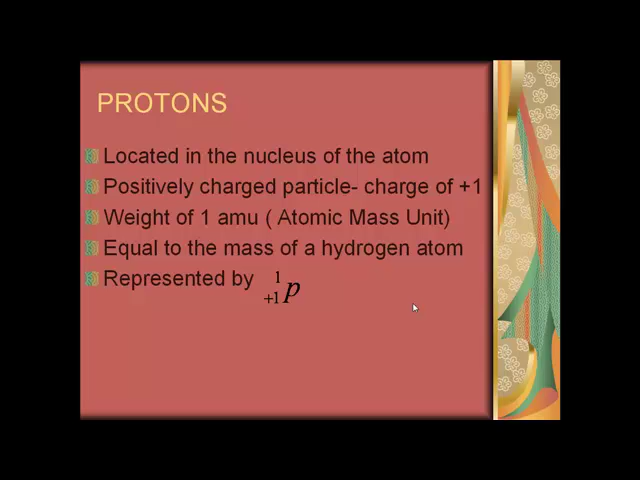 PROTONS
Located in the nucleus of the atom
Positively charged particle- charge of +1
Weight of 1 amu ( Atomic Mass Unit)
Equal to the mass of a hydrogen atom
Represented by ¹₊₁p